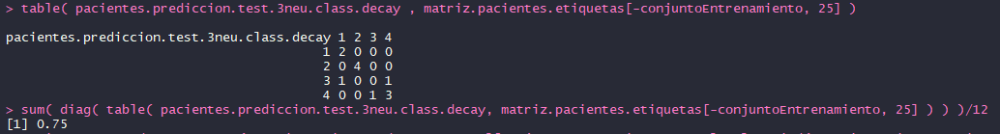 > table( pacientes.prediccion.test.3neu.class.decay , matriz.pacientes.etiquetas[-conjuntoEntrenamiento, 25] )
pacientes.prediccion.test.3neu.class.decay 1 2 3 4
1 2 0 0 0
2 0 4 0 0
3 1 0 0 1
4 0 0 1 3
> sum( diag( table( pacientes.prediccion.test.3neu.class.decay, matriz.pacientes.etiquetas[-conjuntoEntrenamiento, 25] ) ) )/12
[1] 0.75